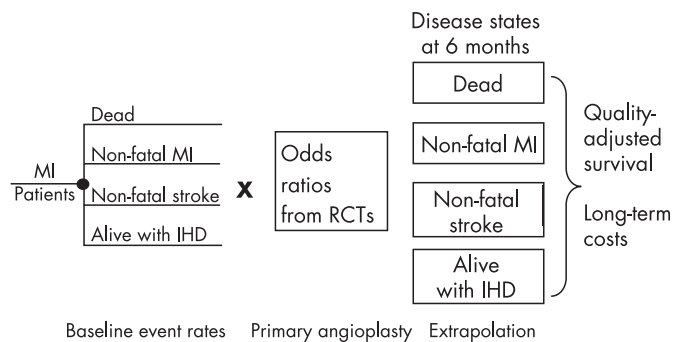 Disease states
at 6 months
MI
Patients
Dead
Non-fatal MI
Non-fatal stroke
Alive with IHD
x
Odds
ratios
from RCTs
Dead
Non-fatal MI
Non-fatal
stroke
Alive
with IHD
Quality-
adjusted
survival
Long-term
costs
Baseline event rates
Primary angioplasty
Extrapolation